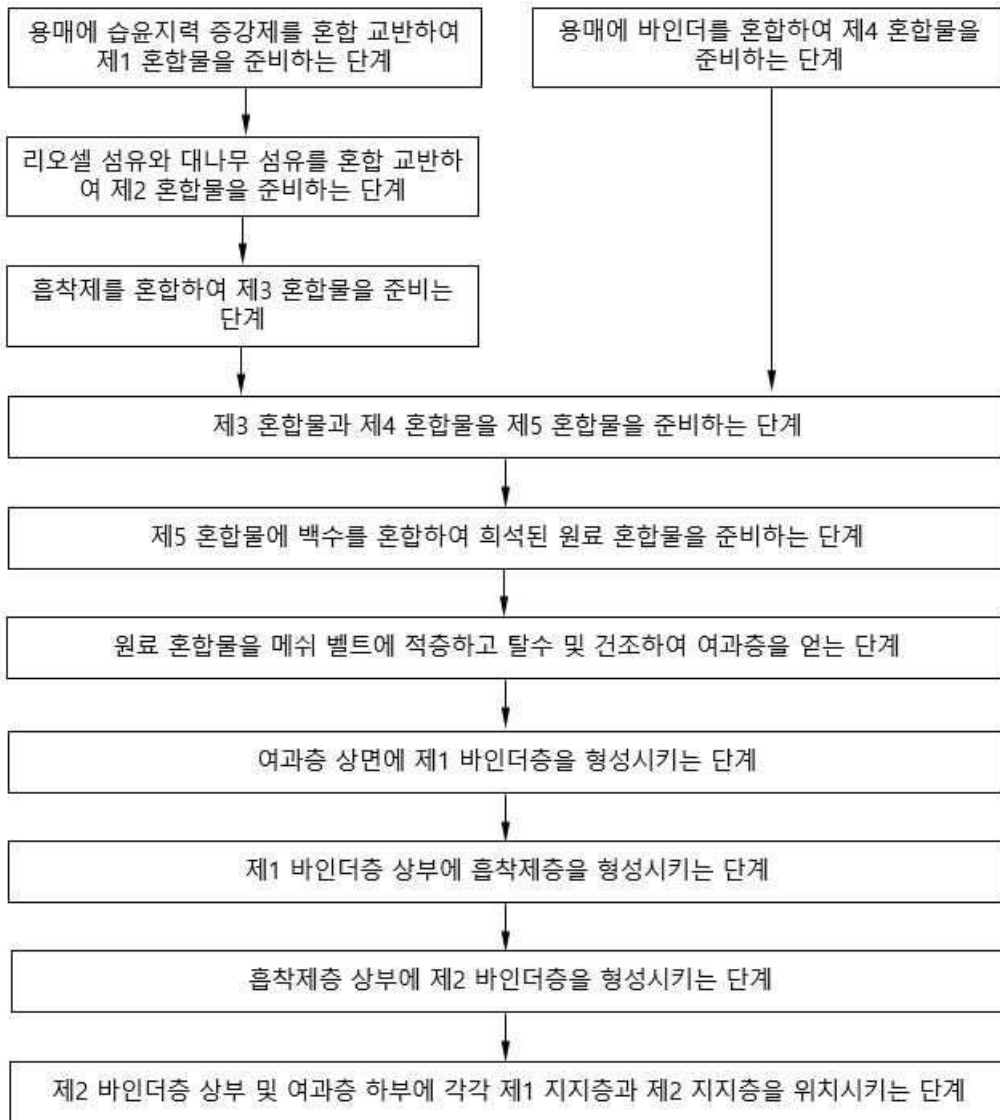 용매에 습윤지력 증강제를 혼합 교반하여
제1 혼합물을 준비하는 단계
용매에 바인더를 혼합하여 제4 혼합물을
준비하는 단계
리오셀 섬유와 대나무 섬유를 혼합 교반하
여 제2 혼합물을 준비하는 단계
흡착제를 혼합하여 제3 혼합물을 준비는
단계
제3 혼합물과 제4 혼합물을 제5 혼합물을 준비하는 단계
제5 혼합물에 백수를 혼합하여 희석된 원료 혼합물을 준비하는 단계
원료 혼합물을 메쉬 벨트에 적층하고 탈수 및 건조하여 여과층을 얻는 단계
여과층 상면에 제1 바인더층을 형성시키는 단계
제1 바인더층 상부에 흡착제층을 형성시키는 단계
흡착제층 상부에 제2 바인더층을 형성시키는 단계
제2 바인더층 상부 및 여과층 하부에 각각 제1 지지층과 제2 지지층을 위치시키는 단계